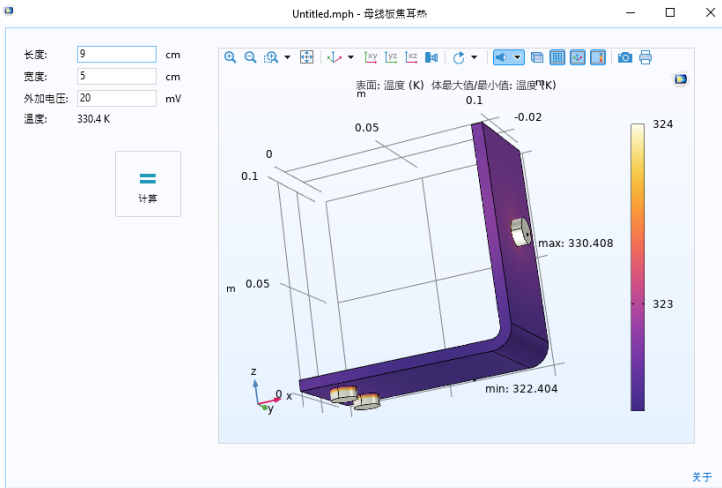 Untitled.mph - 母线板焦耳热
长度: 9 cm
宽度: 5 cm
外加电压: 20 mV
温度: 330.4 K
计算
xy yz xz
表面: 温度 (K) 体最大值/最小值: 温度 (K)
m
m
0.1
-0.02
0.05
0
0.1
324
max: 330.408
m 0.05
323
z
0 x
y
min: 322.404
关于